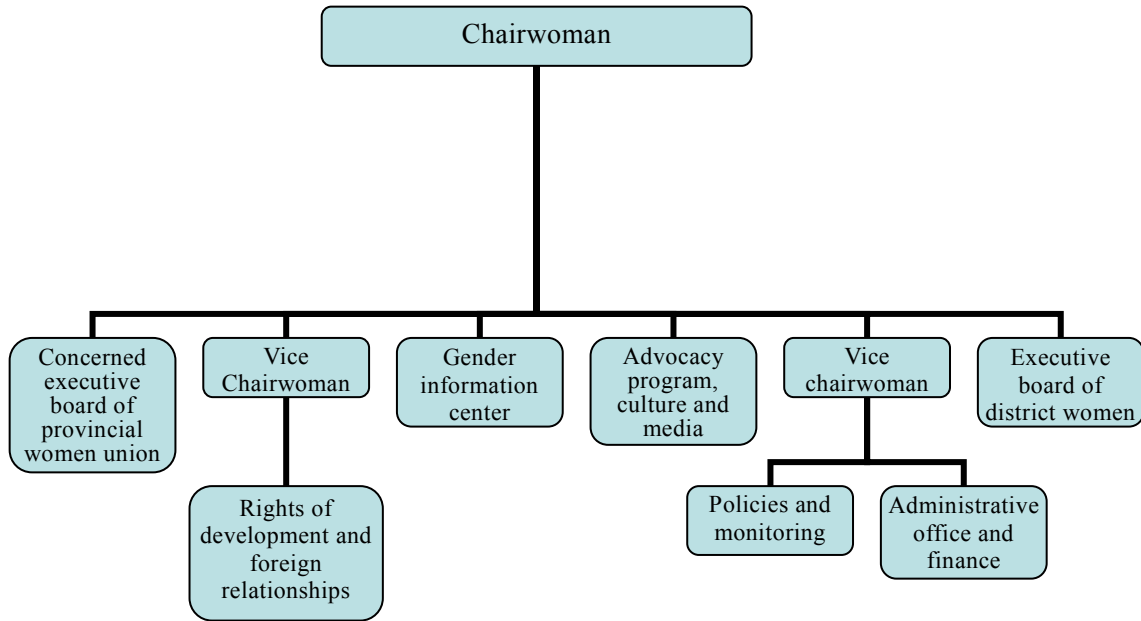 Chairwoman
Concerned
executive
board of
provincial
women union
Vice
Chairwoman
Gender
information
center
Advocacy
program,
culture and
media
Vice
chairwoman
Executive
board of
district women
Rights of
development and
foreign
relationships
Policies and
monitoring
Administrative
office and
finance